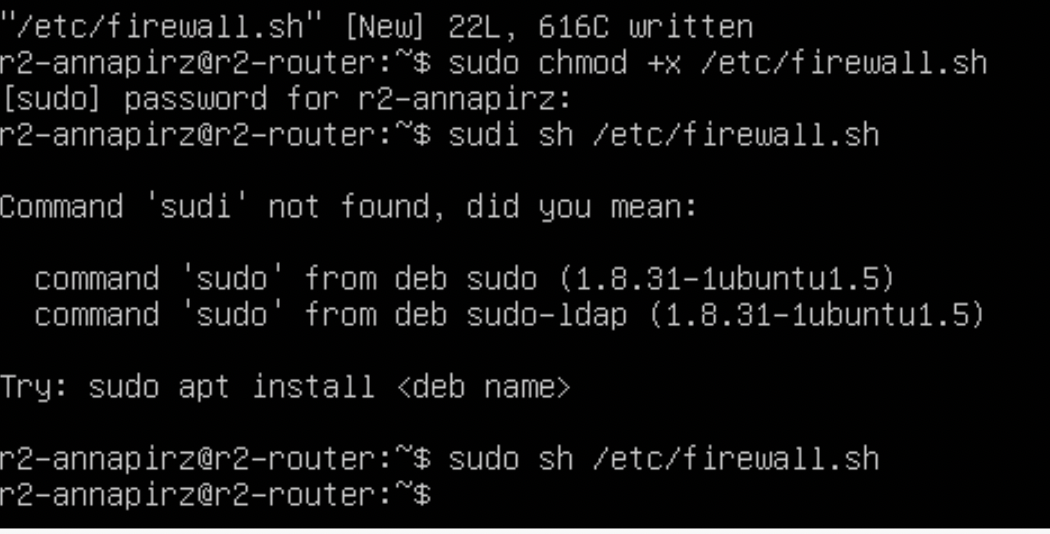 "/etc/firewall.sh" [New] 22L, 616C written
r2-annapirz@r2-router:~$ sudo chmod +x /etc/firewall.sh
[sudo] password for r2-annapirz:
r2-annapirz@r2-router:~$ sudi sh /etc/firewall.sh
Command 'sudi' not found, did you mean:
command 'sudo' from deb sudo (1.8.31-1ubuntu1.5)
command 'sudo' from deb sudo-ldap (1.8.31-1ubuntu1.5)
Try: sudo apt install <deb name>
r2-annapirz@r2-router:~$ sudo sh /etc/firewall.sh
r2-annapirz@r2-router:~$